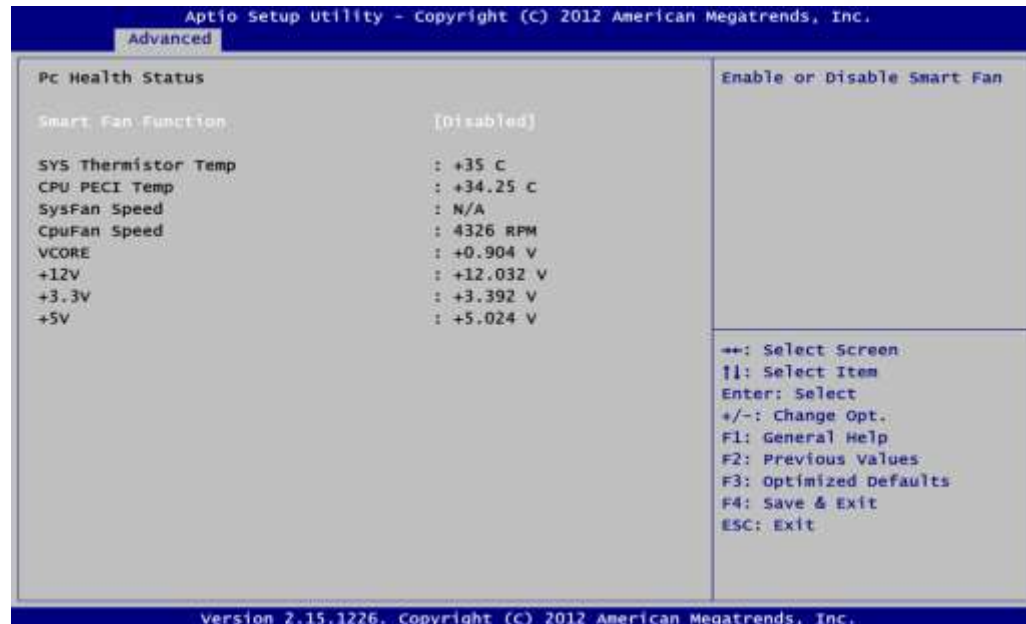 Aptio Setup Utility - Copyright (C) 2012 American Megatrends, Inc.
Advanced
Pc Health Status
Smart Fan Function [Disabled]
SYS Thermistor Temp : +35 C
CPU PECI Temp : +34.25 C
SysFan Speed : N/A
CpuFan Speed : 4326 RPM
VCORE : +0.904 V
+12V : +12.032 V
+3.3V : +3.392 V
+5V : +5.024 V
Enable or Disable Smart Fan
→←: Select Screen
↑↓: Select Item
Enter: Select
+/-: Change Opt.
F1: General Help
F2: Previous Values
F3: Optimized Defaults
F4: Save & Exit
ESC: Exit
Version 2.15.1226. Copyright (C) 2012 American Megatrends, Inc.